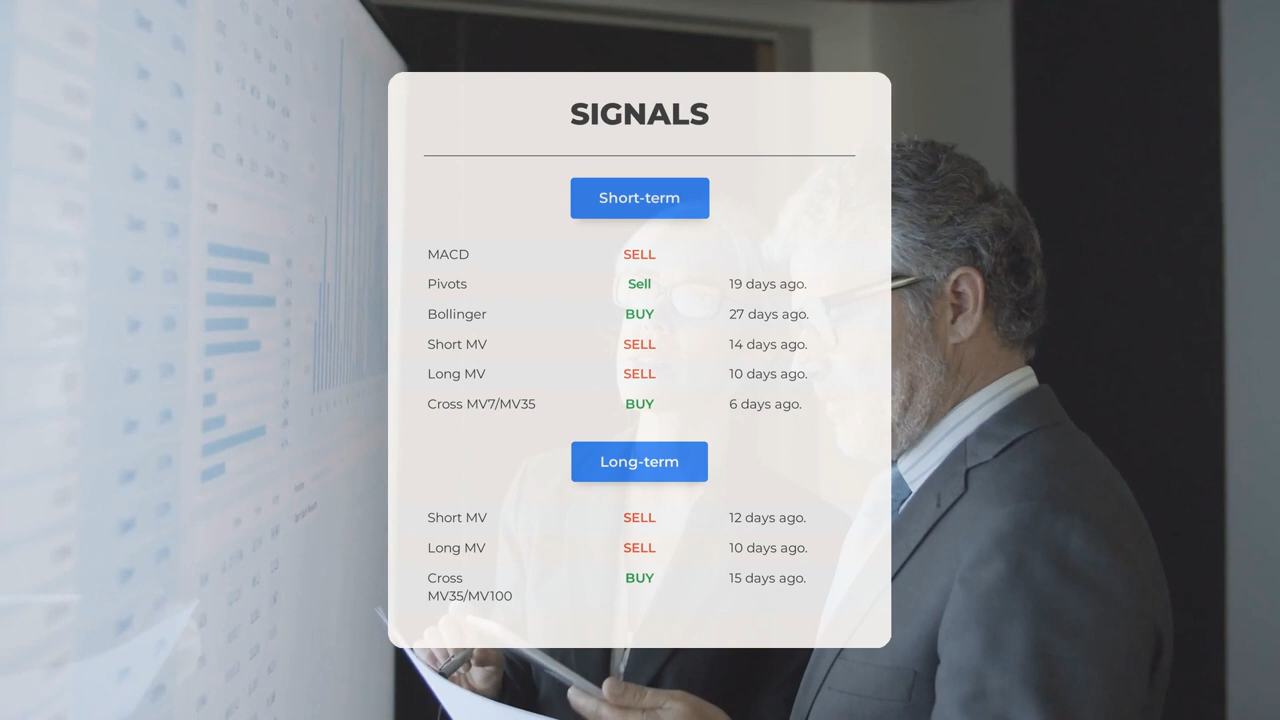 SIGNALS
Short-term
MACD SELL
Pivots Sell 19 days ago.
Bollinger BUY 27 days ago.
Short MV SELL 14 days ago.
Long MV SELL 10 days ago.
Cross MV7/MV35 BUY 6 days ago.
Long-term
Short MV SELL 12 days ago.
Long MV SELL 10 days ago.
Cross BUY 15 days ago.
MV35/MV100